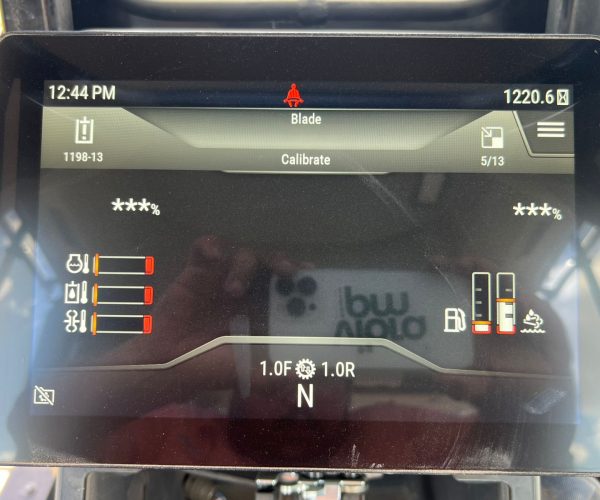 12:44 PM
1220.6
Blade
1198-13
Calibrate
5/13
***%
***%
1.0F 1.0R
N